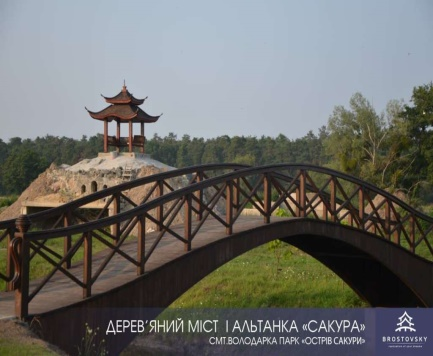 ДЕРЕВ´ЯНИЙ МІСТ І АЛЬТАНКА «САКУРА»
СМТ.ВОЛОДАРКА ПАРК «ОСТРІВ САКУРИ»
BROSTOVSKY